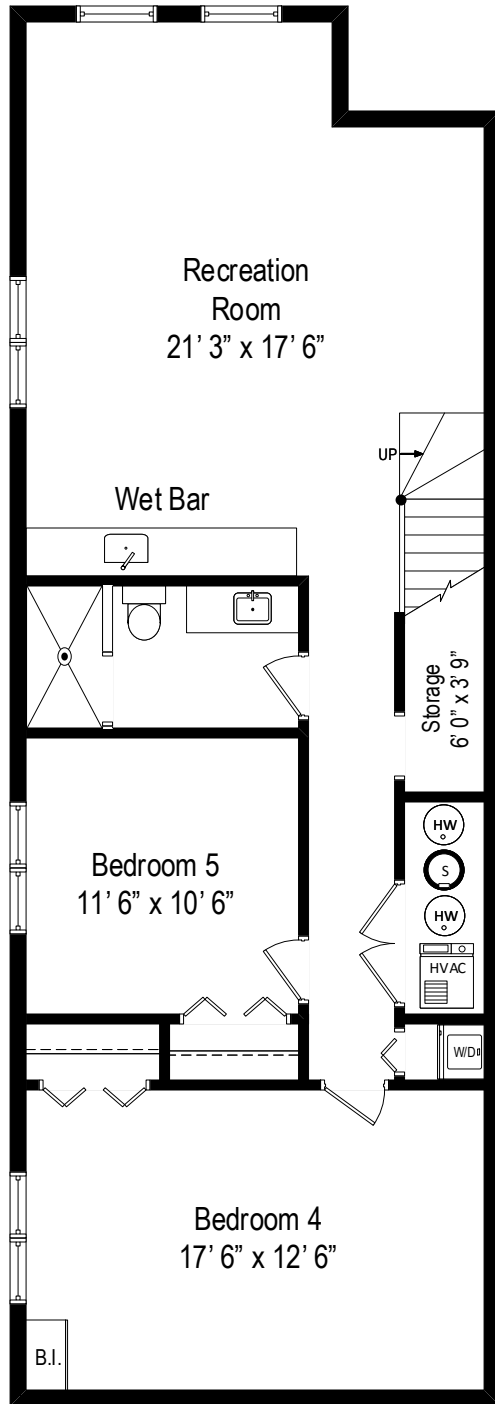 Recreation
Room
21' 3" x 17' 6"
UP
Wet Bar
Storage
6' 0" x 3' 9"
HW
S
HW
HVAC
Bedroom 5
11' 6" x 10' 6"
W/D
Bedroom 4
17' 6" x 12' 6"
B.I.